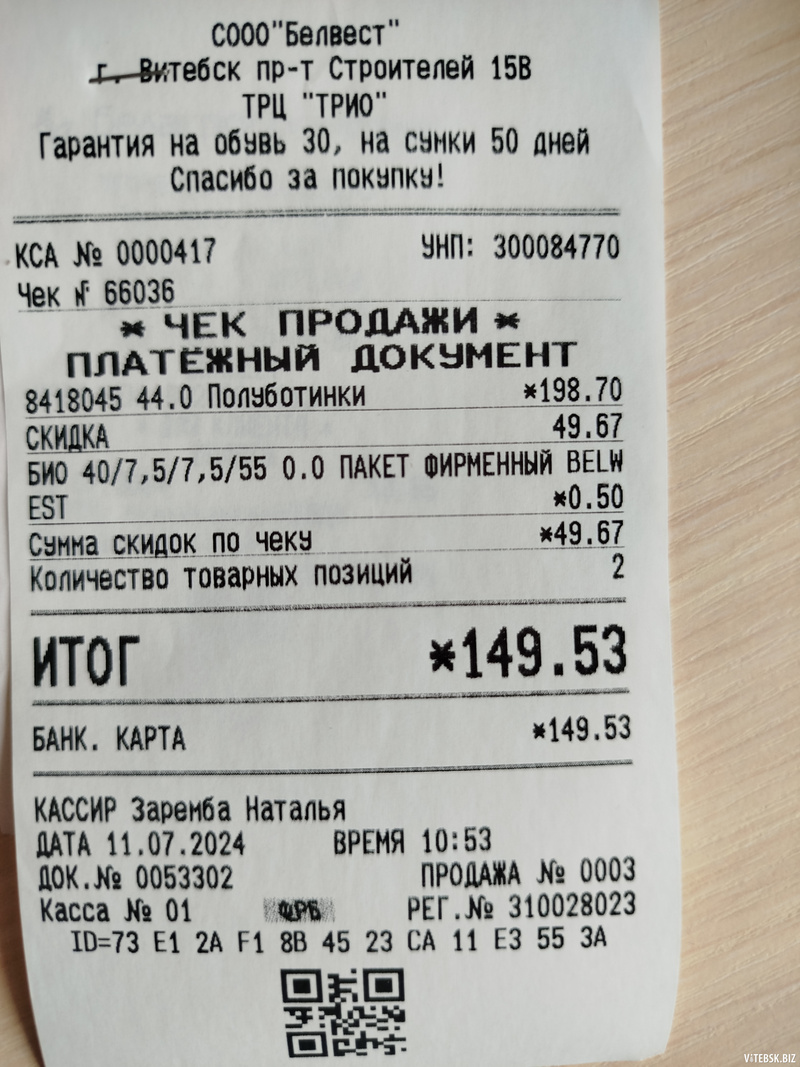 СООО"Белвест"
г. Витебск пр-т Строителей 15В
ТРЦ "ТРИО"
Гарантия на обувь 30, на сумки 50 дней
Спасибо за покупку!
КСА № 0000417 УНП: 300084770
Чек № 66036
* ЧЕК ПРОДАЖИ *
ПЛАТЁЖНЫЙ ДОКУМЕНТ
8418045 44.0 Полуботинки *198.70
СКИДКА 49.67
БИО 40/7,5/7,5/55 0.0 ПАКЕТ ФИРМЕННЫЙ BELW
EST *0.50
Сумма скидок по чеку *49.67
Количество товарных позиций 2
ИТОГ *149.53
БАНК. КАРТА *149.53
КАССИР Заремба Наталья
ДАТА 11.07.2024 ВРЕМЯ 10:53
ДОК.№ 0053302 ПРОДАЖА № 0003
Касса № 01 ФРБ РЕГ.№ 310028023
ID=73 E1 2A F1 8B 45 23 CA 11 E3 55 3A
ViTEBSK.BIZ